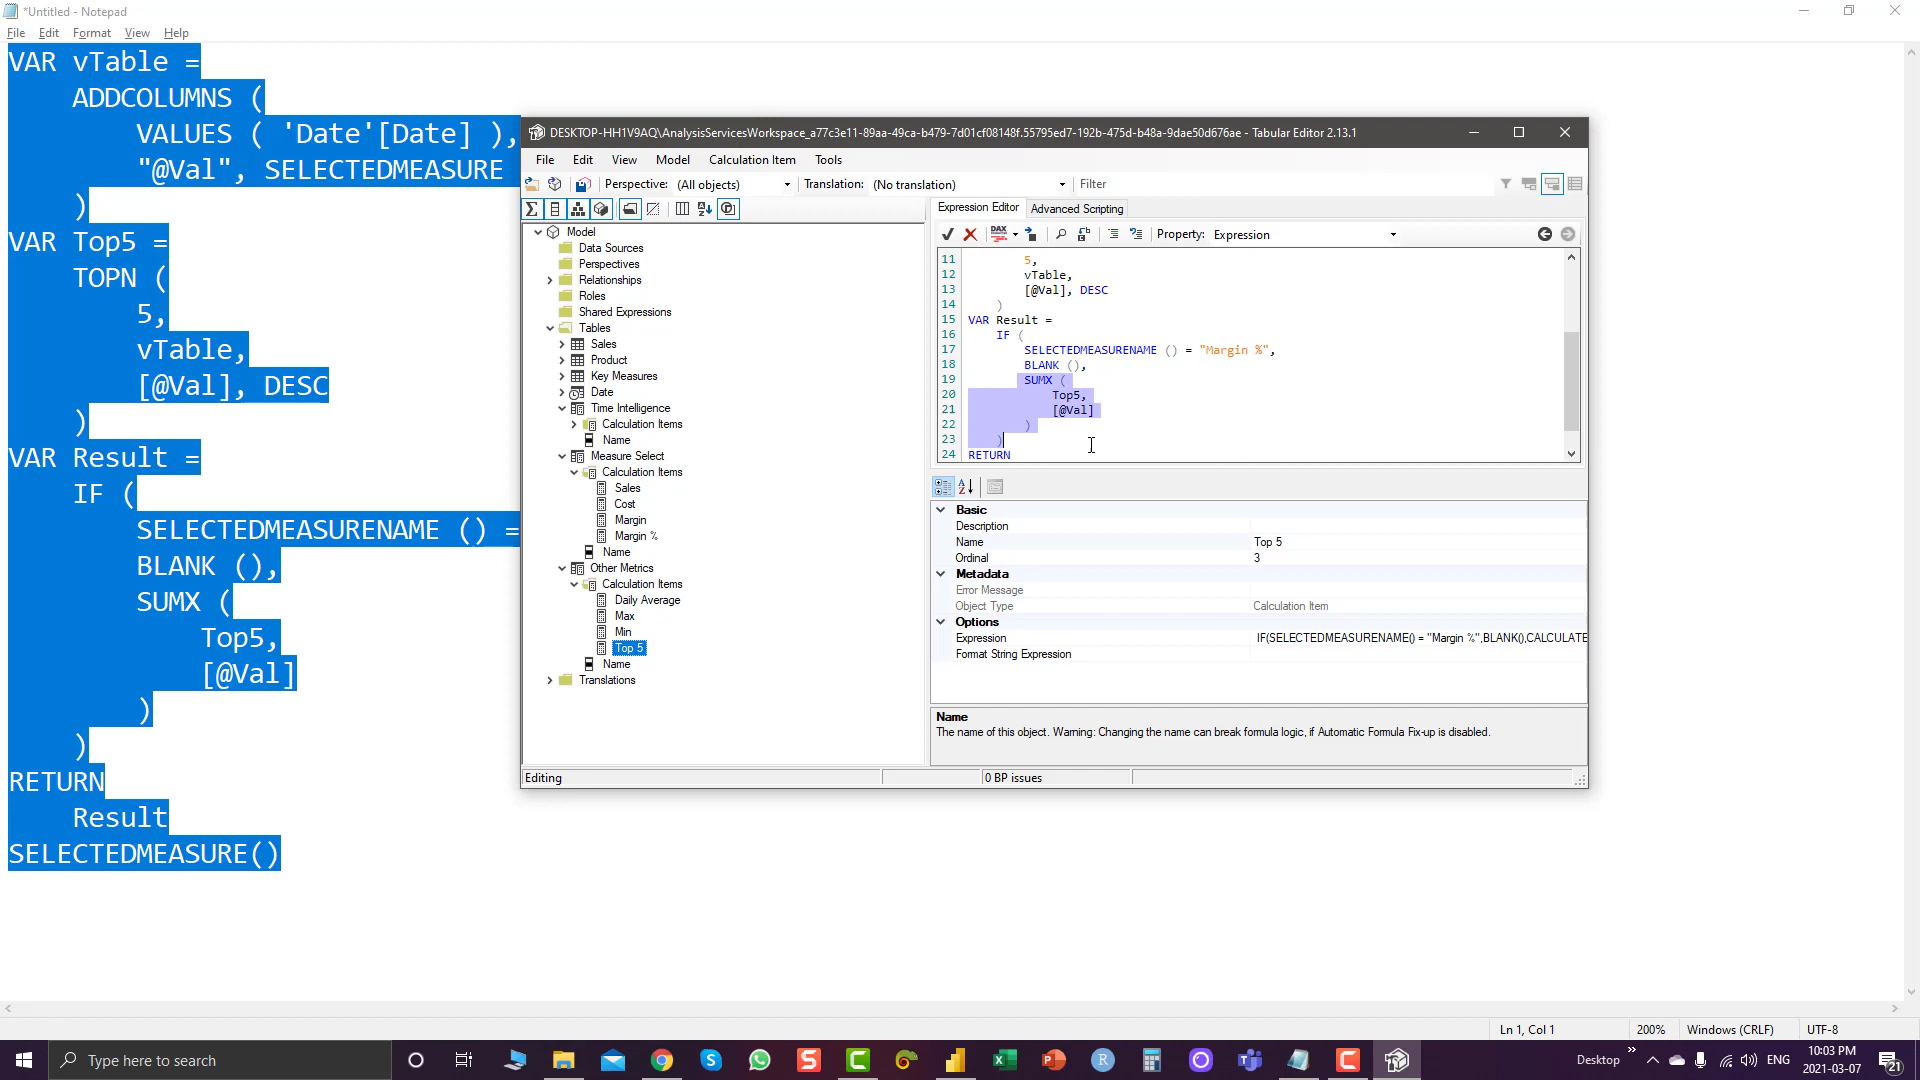 *Untitled - Notepad
File Edit Format View Help
VAR vTable =
ADDCOLUMNS (
VALUES ( 'Date'[Date] ),
"@Val", SELECTEDMEASURE
)
VAR Top5 =
TOPN (
5,
vTable,
[@Val], DESC
)
VAR Result =
IF (
SELECTEDMEASURENAME () =
BLANK (),
SUMX (
Top5,
[@Val]
)
)
RETURN
Result
SELECTEDMEASURE()
DESKTOP-HH1V9AQ\AnalysisServicesWorkspace_a77c3e11-89aa-49ca-b479-7d01cf08148f.55795ed7-192b-475d-b48a-9dae50d676ae - Tabular Editor 2.13.1
File Edit View Model Calculation Item Tools
Perspective: (All objects) Translation: (No translation) Filter
Model
Data Sources
Perspectives
Relationships
Roles
Shared Expressions
Tables
Sales
Product
Key Measures
Date
Time Intelligence
Calculation Items
Name
Measure Select
Calculation Items
Sales
Cost
Margin
Margin %
Name
Other Metrics
Calculation Items
Daily Average
Max
Min
Top 5
Name
Translations
Expression Editor Advanced Scripting
DAX Property: Expression
11 5,
12 vTable,
13 [@Val], DESC
14 )
15 VAR Result =
16 IF (
17 SELECTEDMEASURENAME () = "Margin %",
18 BLANK (),
19 SUMX (
20 Top5,
21 [@Val]
22 )
23 )
24 RETURN
Basic
Description
Name Top 5
Ordinal 3
Metadata
Error Message
Object Type Calculation Item
Options
Expression IF(SELECTEDMEASURENAME() = "Margin %",BLANK(),CALCULATE
Format String Expression
Name
The name of this object. Warning: Changing the name can break formula logic, if Automatic Formula Fix-up is disabled.
Editing 0 BP issues
Ln 1, Col 1 200% Windows (CRLF) UTF-8
Type here to search
Desktop ENG 10:03 PM
2021-03-07
21